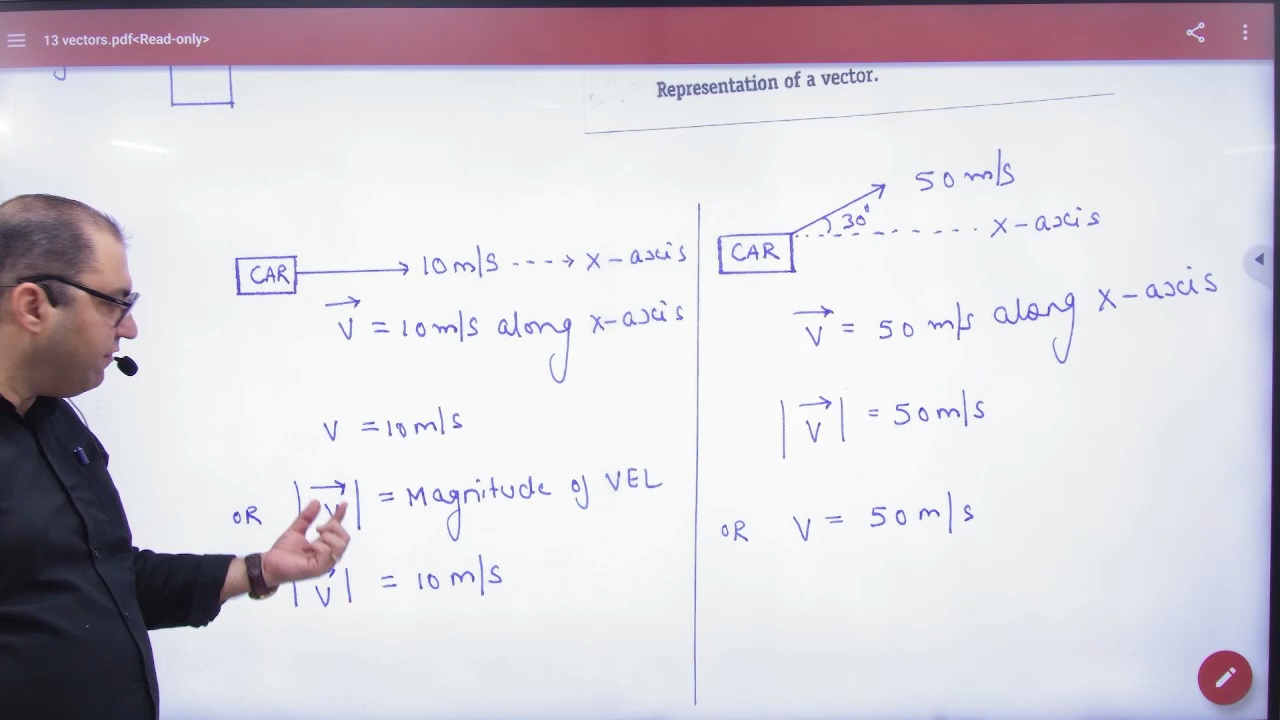 13 vectors.pdf<Read-only>
Representation of a vector.
CAR 10 m/s ----> x-axis
V = 10 m/s along x-axis
V = 10 m/s
OR |V| = Magnitude of VEL
|V| = 10 m/s
50 m/s
CAR 30° x-axis
V = 50 m/s along x-axis
|V| = 50 m/s
OR V = 50 m/s